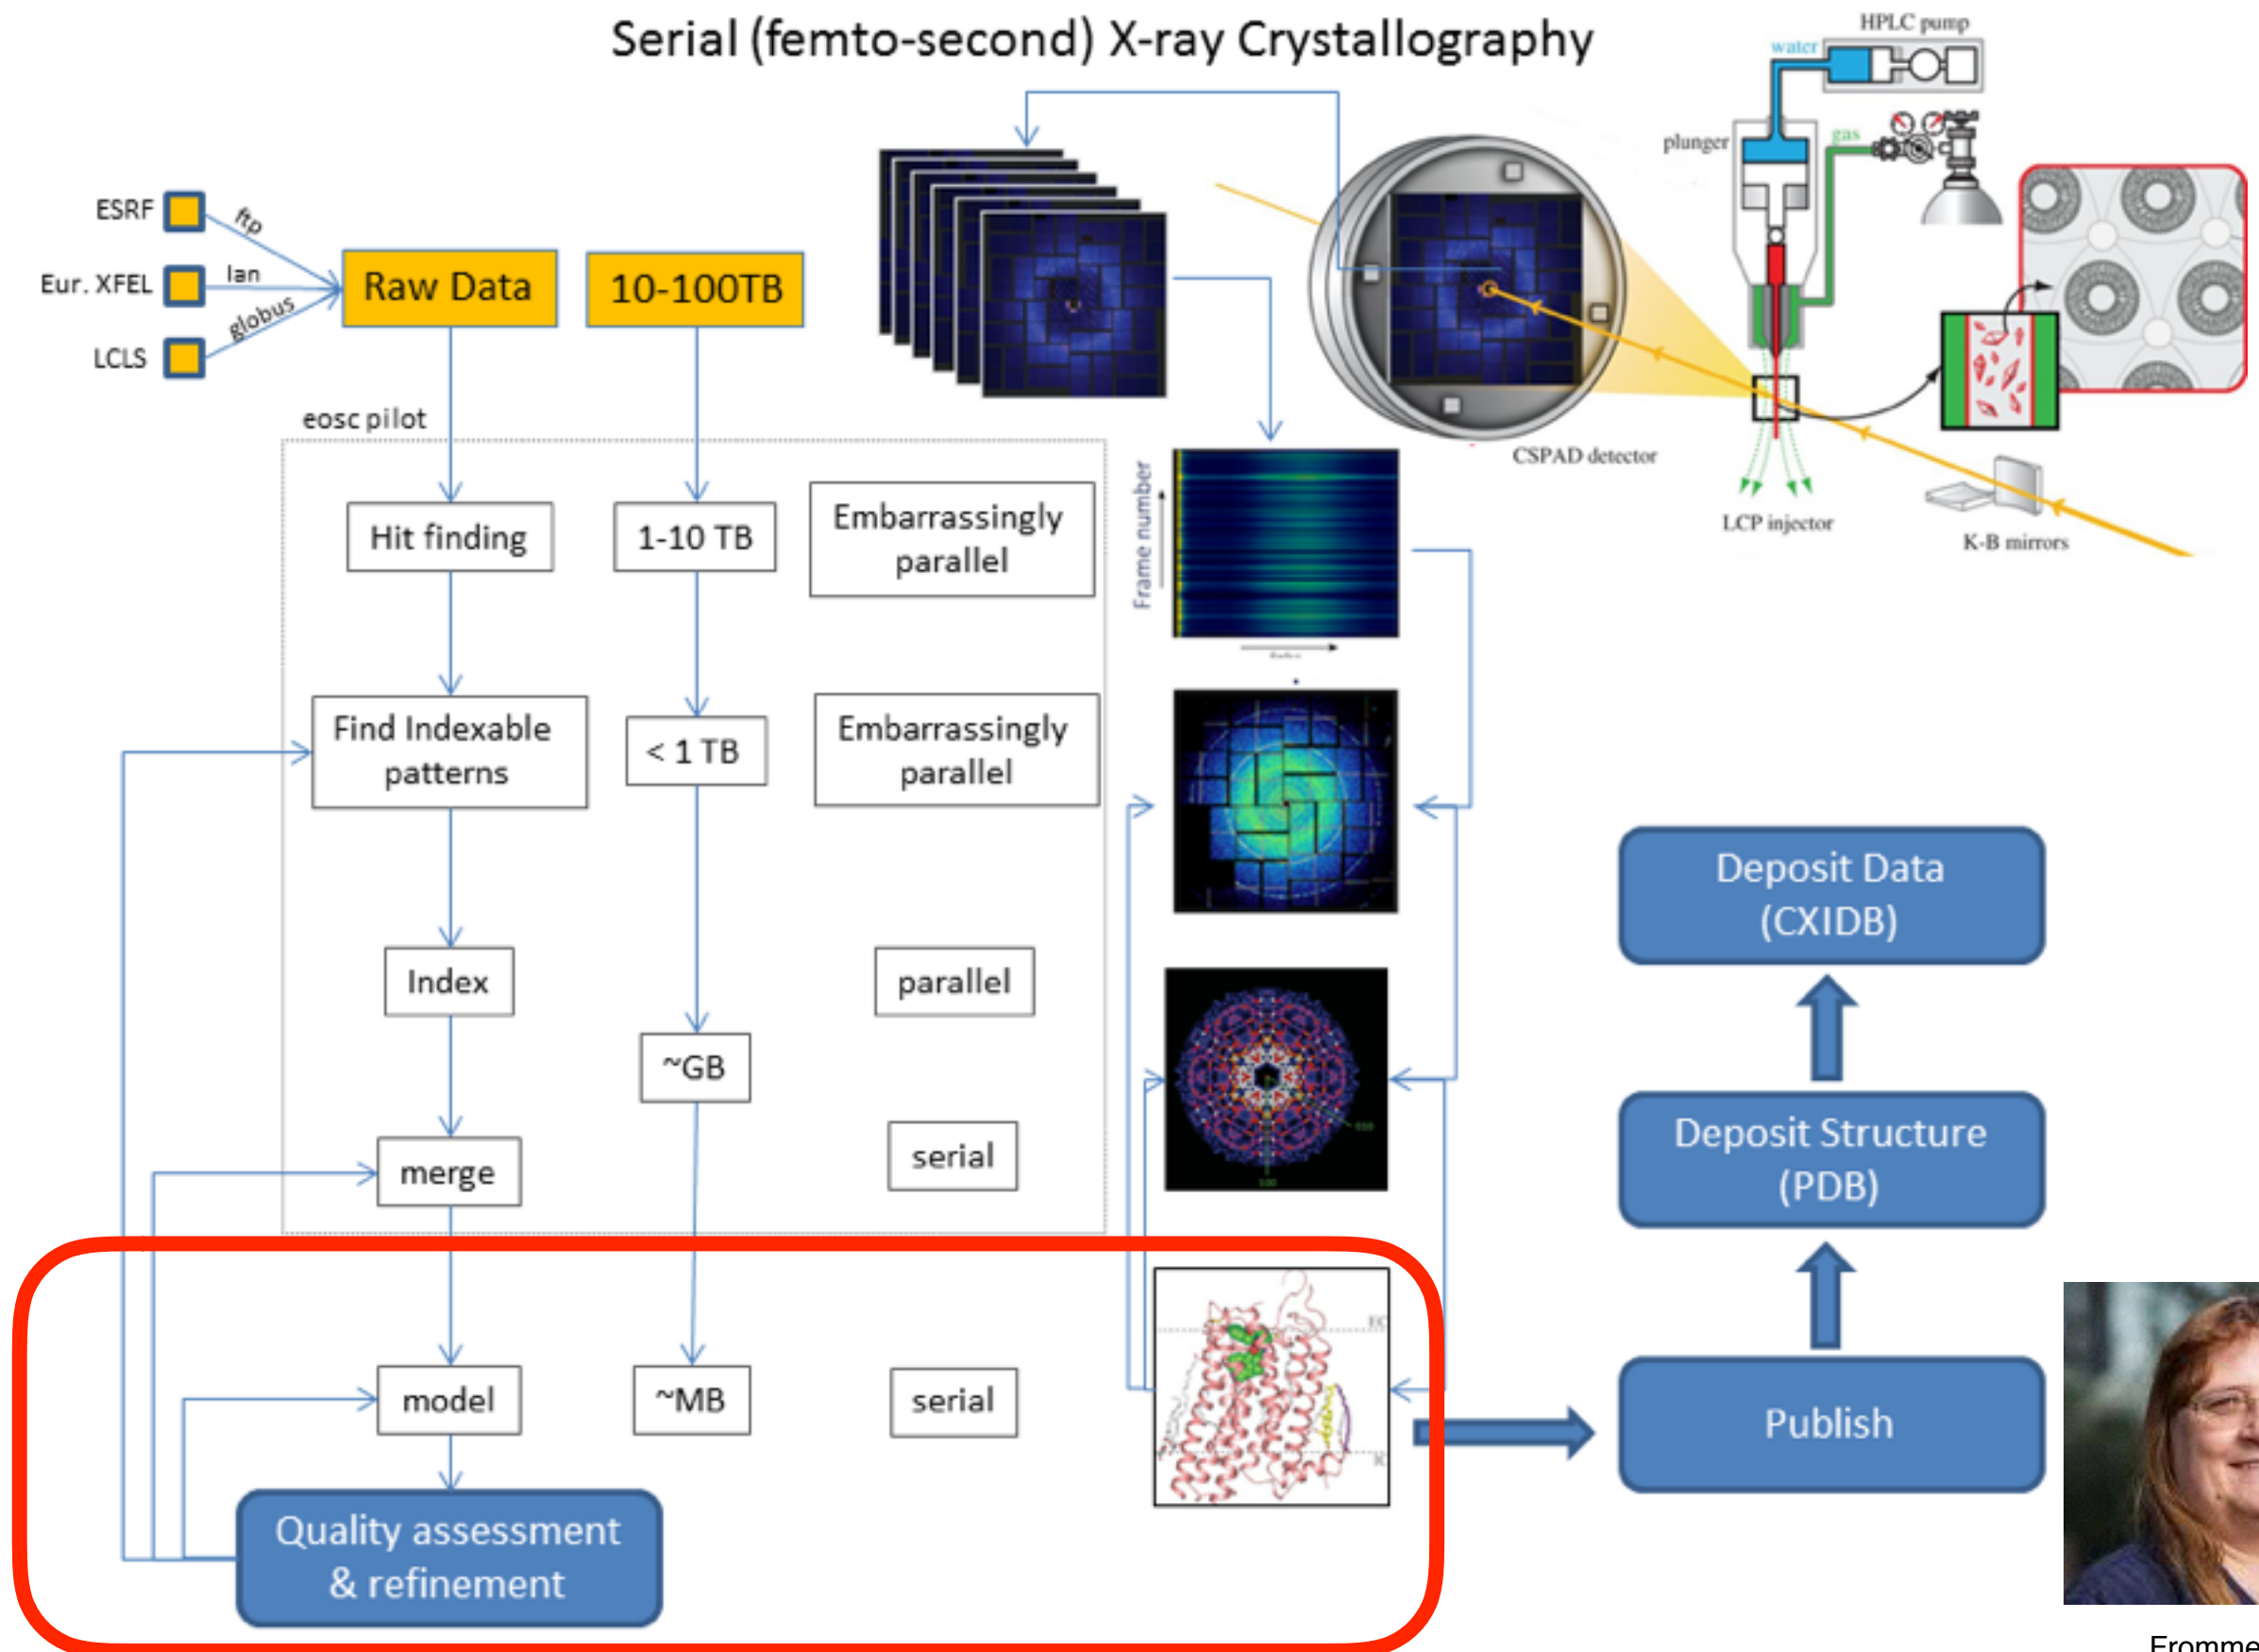 Serial (femto-second) X-ray Crystallography
HPLC pump
water
plunger
gas
ESRF
ftp
Eur. XFEL
lan
LCLS
globus
Raw Data
10-100TB
eosc pilot
CSPAD detector
LCP injector
K-B mirrors
Hit finding
1-10 TB
Embarrassingly
parallel
Frame number
Find Indexable
patterns
< 1 TB
Embarrassingly
parallel
Index
parallel
~GB
merge
serial
010
100
model
~MB
serial
EC
Quality assessment
& refinement
Deposit Data
(CXIDB)
Deposit Structure
(PDB)
Publish
Fromme